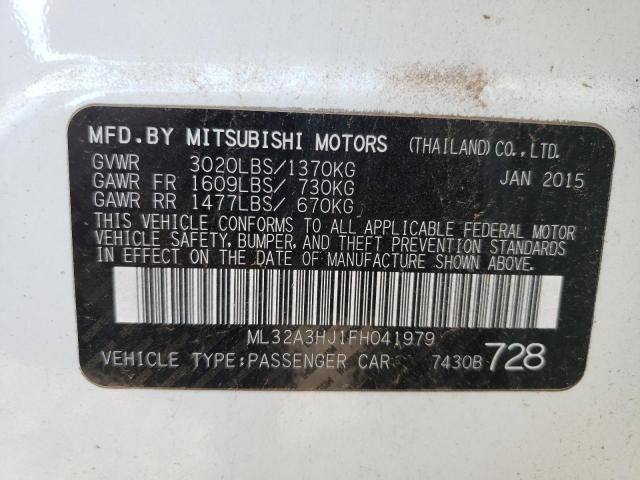 MFD.BY MITSUBISHI MOTORS (THAILAND)CO.,LTD.
GVWR 3020LBS/1370KG JAN 2015
GAWR FR 1609LBS/ 730KG
GAWR RR 1477LBS/ 670KG
THIS VEHICLE CONFORMS TO ALL APPLICABLE FEDERAL MOTOR
VEHICLE SAFETY, BUMPER, AND THEFT PREVENTION STANDARDS
IN EFFECT ON THE DATE OF MANUFACTURE SHOWN ABOVE.
ML32A3HJ1FH041979
VEHICLE TYPE:PASSENGER CAR 7430B 728